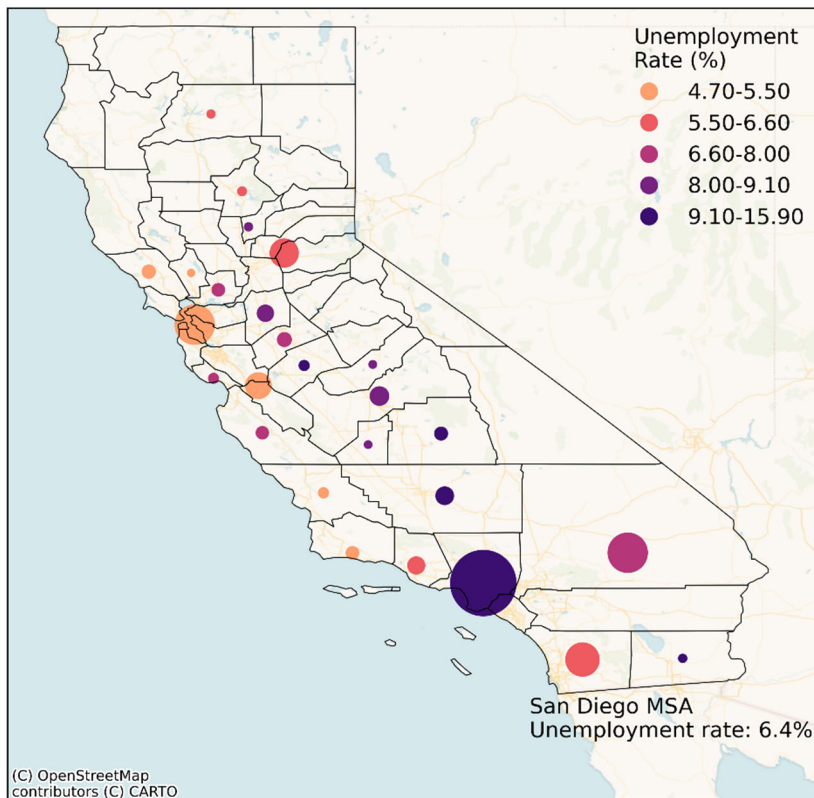 Unemployment
Rate (%)
4.70-5.50
5.50-6.60
6.60-8.00
8.00-9.10
9.10-15.90
San Diego MSA
Unemployment rate: 6.4%
(C) OpenStreetMap
contributors (C) CARTO